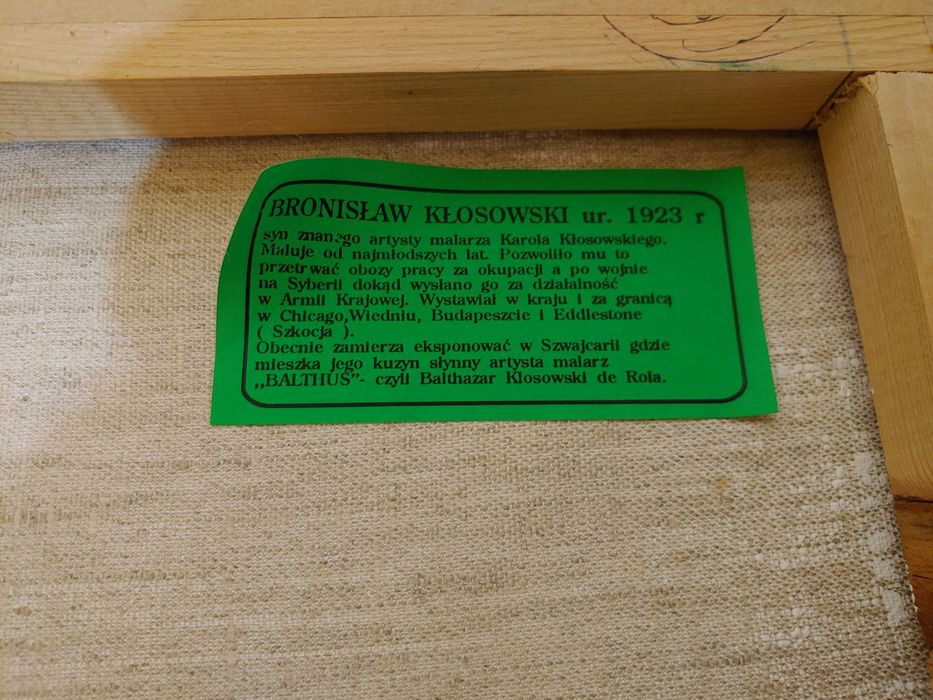 BRONISŁAW KŁOSOWSKI ur. 1923 r
syn znanego artysty malarza Karola Kłosowskiego.
Maluje od najmłodszych lat. Pozwoliło mu to
przetrwać obozy pracy za okupacji a po wojnie
na Syberii dokąd wysłano go za działalność
w Armii Krajowej. Wystawiał w kraju i za granicą
w Chicago,Wiedniu, Budapeszcie i Eddlestone
( Szkocja ).
Obecnie zamierza eksponować w Szwajcarii gdzie
mieszka jego kuzyn słynny artysta malarz
„BALTHUS”- czyli Balthazar Klosowski de Rola.